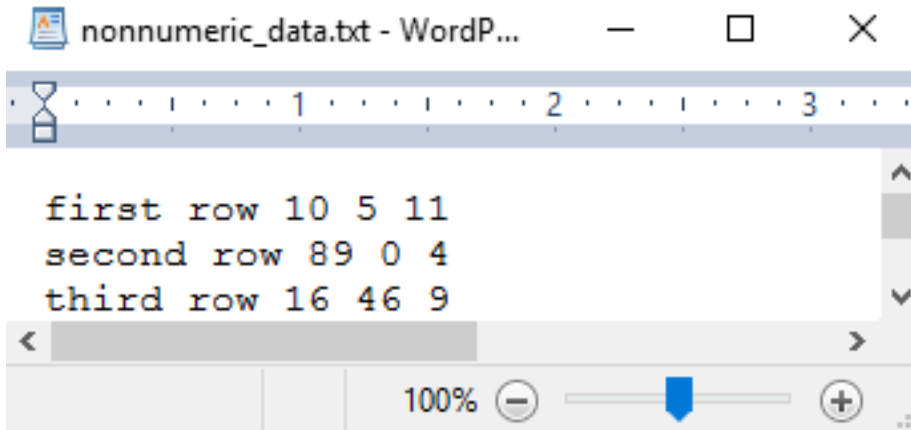 nonnumeric_data.txt - WordP...
1 2 3
first row 10 5 11
second row 89 0 4
third row 16 46 9
100%